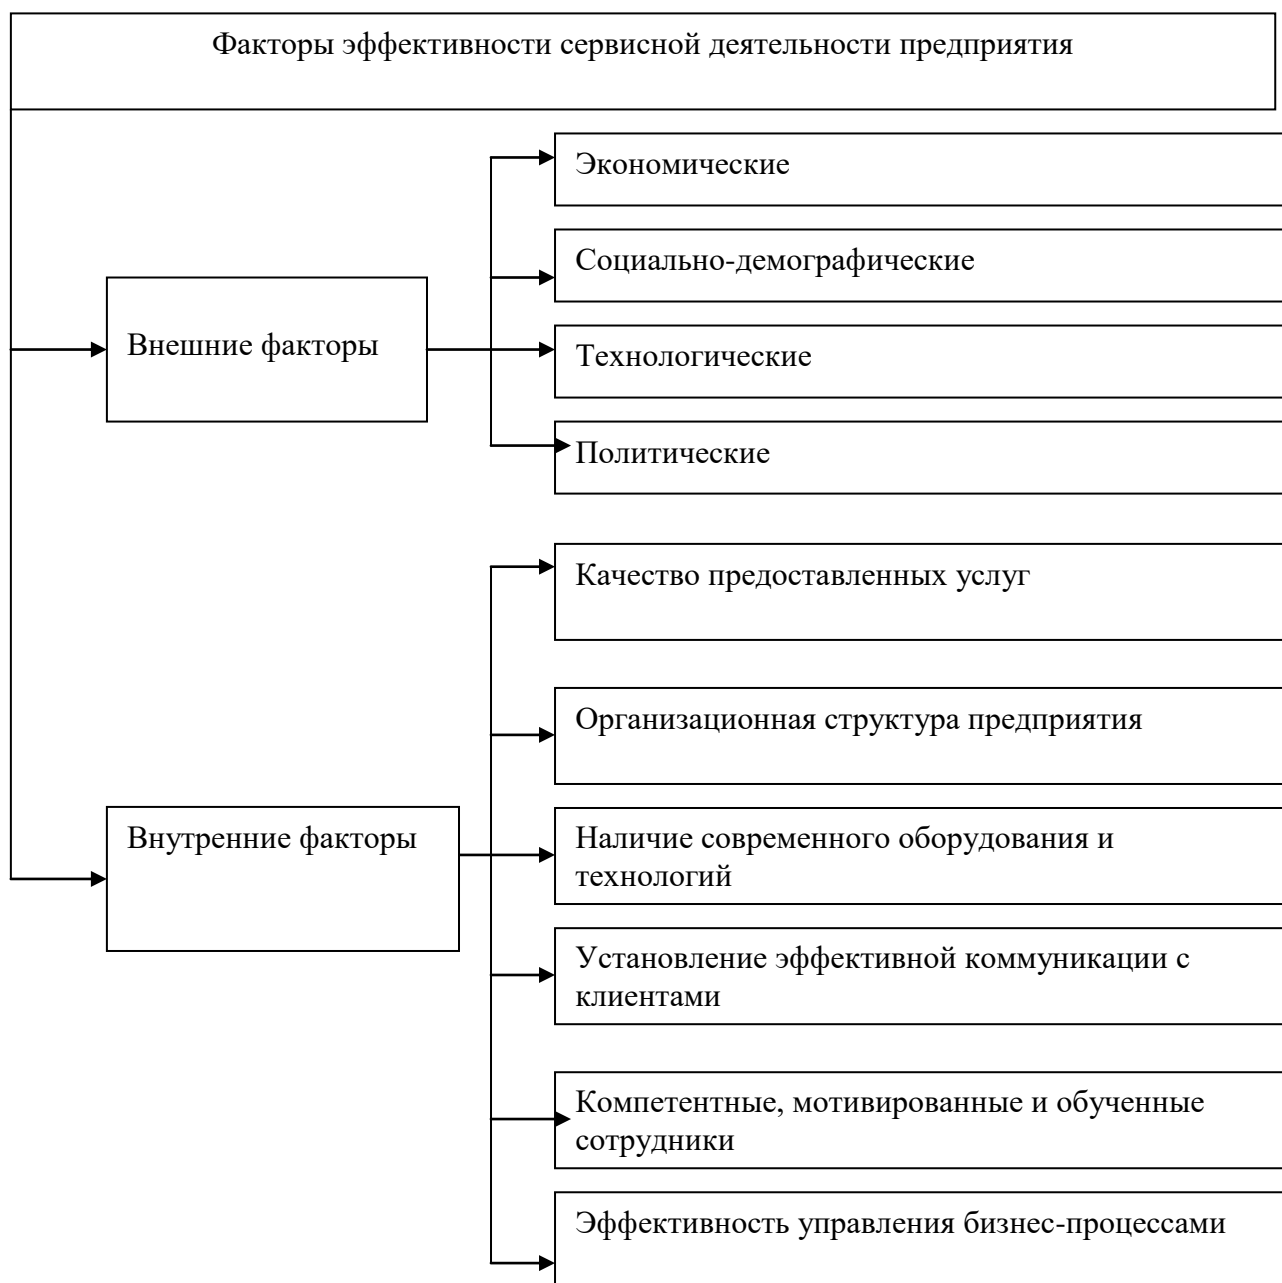 Факторы эффективности сервисной деятельности предприятия
Экономические
Социально-демографические
Внешние факторы
Технологические
Политические
Качество предоставленных услуг
Организационная структура предприятия
Внутренние факторы
Наличие современного оборудования и
технологий
Установление эффективной коммуникации с
клиентами
Компетентные, мотивированные и обученные
сотрудники
Эффективность управления бизнес-процессами